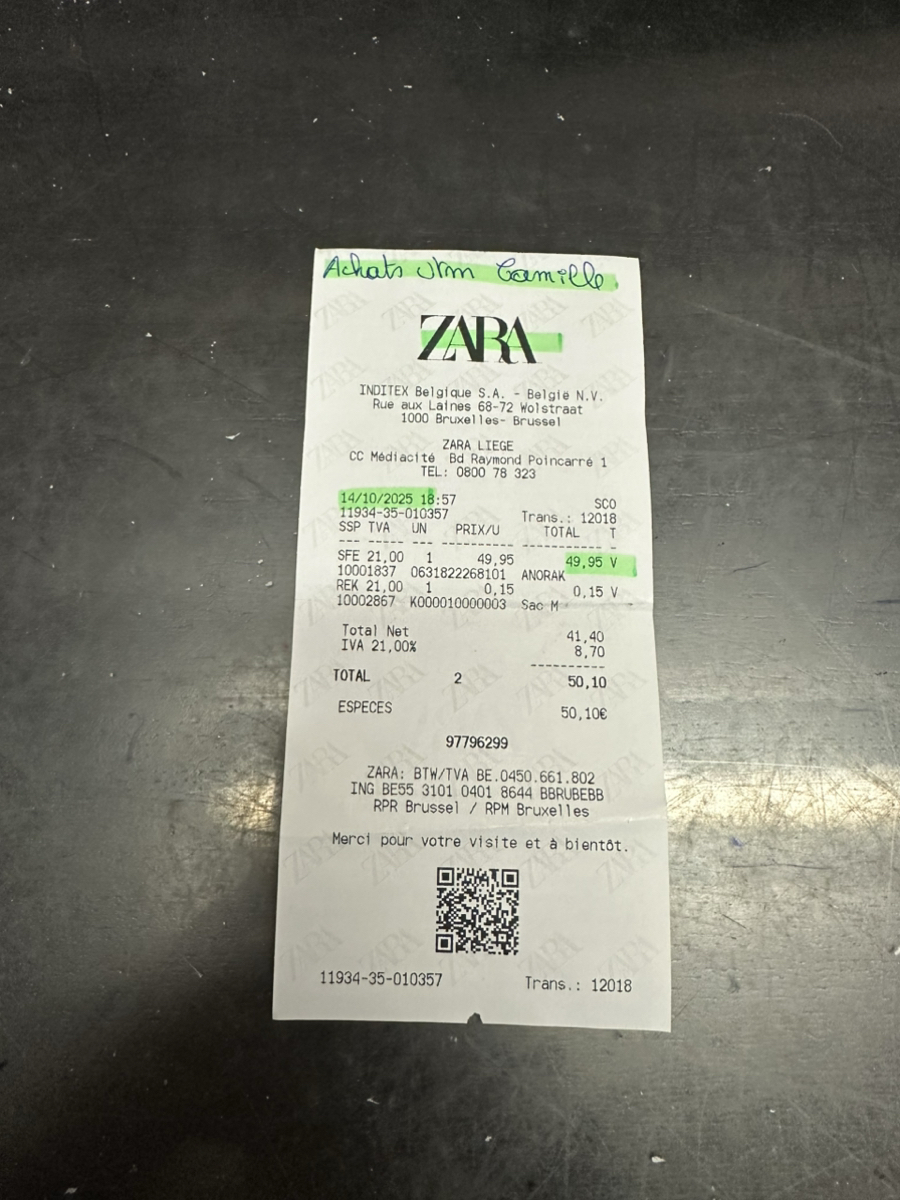 Achats Camille
ZARA
INDITEX Belgique S.A. - Belgie N.V.
Rue aux Laines 68-72 Wolstraat
1000 Bruxelles- Brussel
ZARA LIEGE
CC Médiacité Bd Raymond Poincarré 1
TEL: 0800 78 323
14/10/2025 18:57 SCO
11934-35-010357 Trans.: 12018
SSP TVA UN PRIX/U TOTAL T
--- ----- --- ---------- ----------- -
SFE 21,00 1 49,95 49,95 V
10001837 0631822268101 ANORAK
REK 21,00 1 0,15 0,15 V
10002867 K000010000003 Sac M
Total Net 41,40
IVA 21,00% 8,70
----------
TOTAL 2 50,10
ESPECES 50,10€
97796299
ZARA: BTW/TVA BE.0450.661.802
ING BE55 3101 0401 8644 BBRUBEBB
RPR Brussel / RPM Bruxelles
Merci pour votre visite et à bientôt.
11934-35-010357 Trans.: 12018